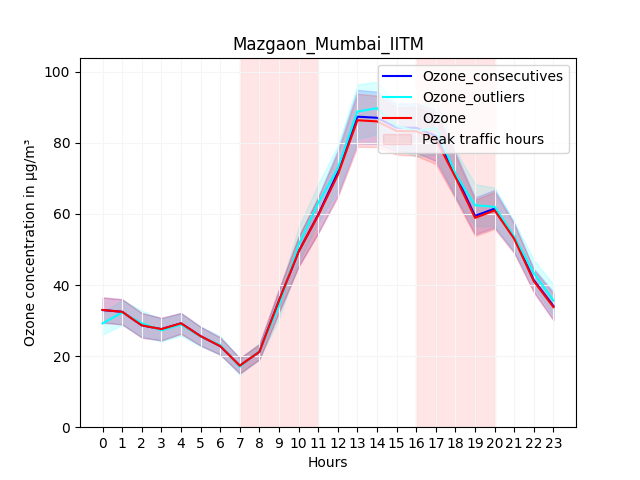 Mazgaon_Mumbai_IITM
Ozone_consecutives
Ozone_outliers
Ozone
Peak traffic hours
Ozone concentration in µg/m³
100
80
60
40
20
0
0 1 2 3 4 5 6 7 8 9 10 11 12 13 14 15 16 17 18 19 20 21 22 23
Hours